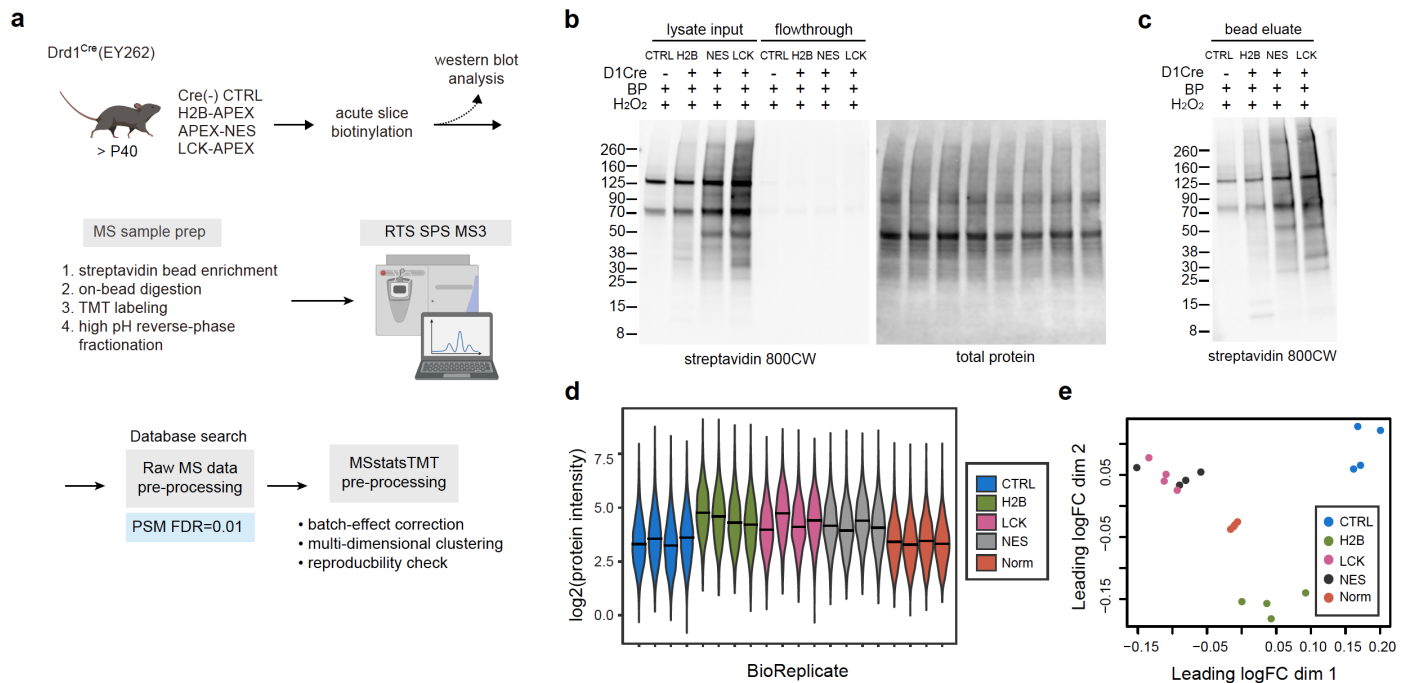 a
Drd1Cre(EY262)
> P40
Cre(-) CTRL
H2B-APEX
APEX-NES
LCK-APEX
acute slice
biotinylation
western blot
analysis
MS sample prep
1. streptavidin bead enrichment
2. on-bead digestion
3. TMT labeling
4. high pH reverse-phase
fractionation
RTS SPS MS3
Database search
Raw MS data
pre-processing
PSM FDR=0.01
MSstatsTMT
pre-processing
• batch-effect correction
• multi-dimensional clustering
• reproducbility check
b
lysate input flowthrough
CTRL H2B NES LCK CTRL H2B NES LCK
D1Cre - + + + - + + +
BP + + + + + + + +
H₂O₂ + + + + + + + +
260
160
125
90
70
50
38
30
25
15
8
streptavidin 800CW
total protein
c
bead eluate
CTRL H2B NES LCK
D1Cre - + + +
BP + + + +
H₂O₂ + + + +
260
160
125
90
70
50
38
30
25
15
8
streptavidin 800CW
d
log2(protein intensity)
7.5
5.0
2.5
0.0
BioReplicate
CTRL
H2B
LCK
NES
Norm
e
Leading logFC dim 2
0.05
−0.05
−0.15
−0.15 −0.05 0.05 0.10 0.15 0.20
Leading logFC dim 1
CTRL
H2B
LCK
NES
Norm